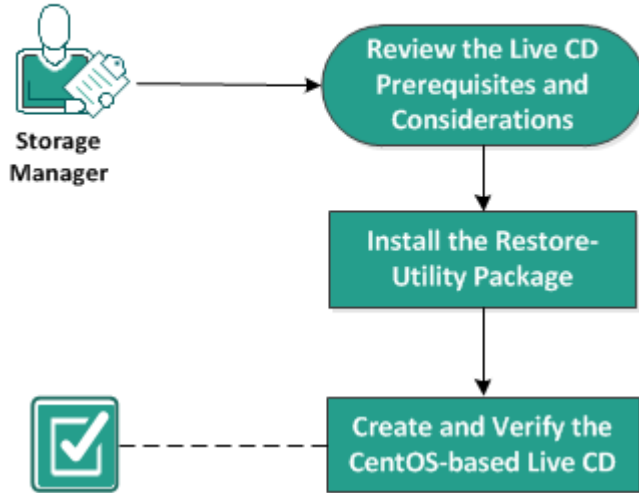 Storage
Manager
Review the Live CD
Prerequisites and
Considerations
Install the Restore-
Utility Package
Create and Verify the
CentOS-based Live CD